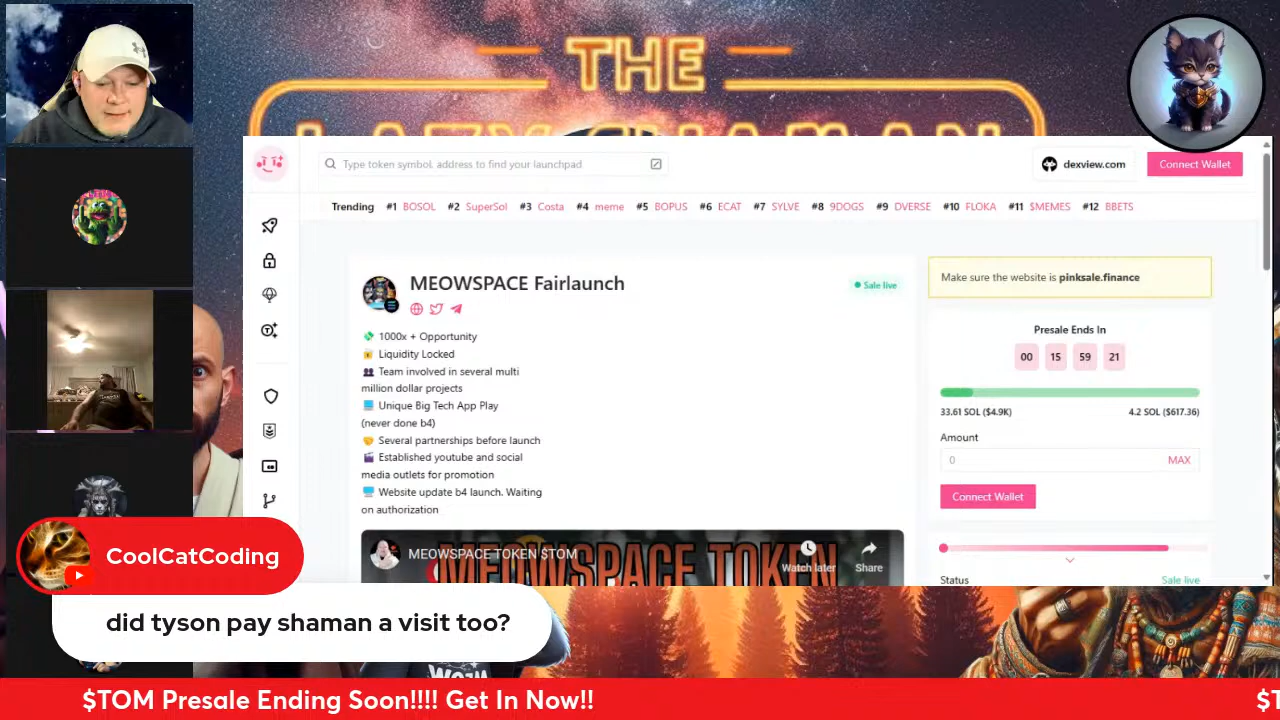 THE
LAZY SHAMAN
Type token symbol, address to find your launchpad
dexview.com
Connect Wallet
Trending #1 BOSOL #2 SuperSol #3 Costa #4 meme #5 BOPUS #6 ECAT #7 SYLVE #8 9DOGS #9 DVERSE #10 FLOKA #11 $MEMES #12 BBETS
MEOWSPACE Fairlaunch
Sale live
1000x + Opportunity
Liquidity Locked
Team involved in several multi
million dollar projects
Unique Big Tech App Play
(never done b4)
Several partnerships before launch
Established youtube and social
media outlets for promotion
Website update b4 launch. Waiting
on authorization
MEOWSPACE TOKEN $TOM
MEOWSPACE TOKEN
Watch later
Share
Make sure the website is pinksale.finance
Presale Ends In
00 15 59 21
33.61 SOL ($4.9K) 4.2 SOL ($617.36)
Amount
0 MAX
Connect Wallet
Status Sale live
CoolCatCoding
did tyson pay shaman a visit too?
$TOM Presale Ending Soon!!!! Get In Now!!